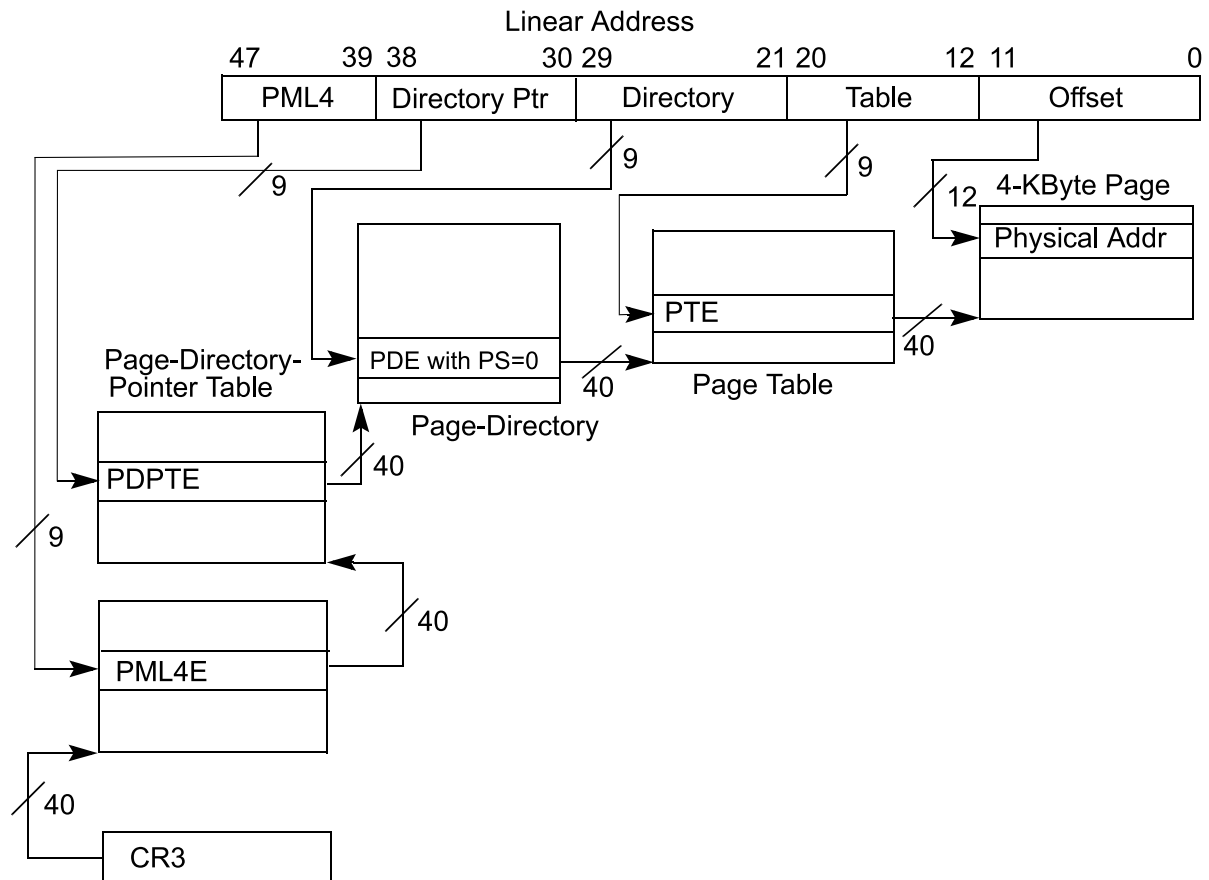 Linear Address
47 39 38 30 29 21 20 12 11 0
PML4 Directory Ptr Directory Table Offset
9
9
9
12
4-KByte Page
Physical Addr
PTE
40
Page Table
PDE with PS=0
40
Page-Directory
Page-Directory-
Pointer Table
40
PDPTE
9
40
PML4E
40
CR3